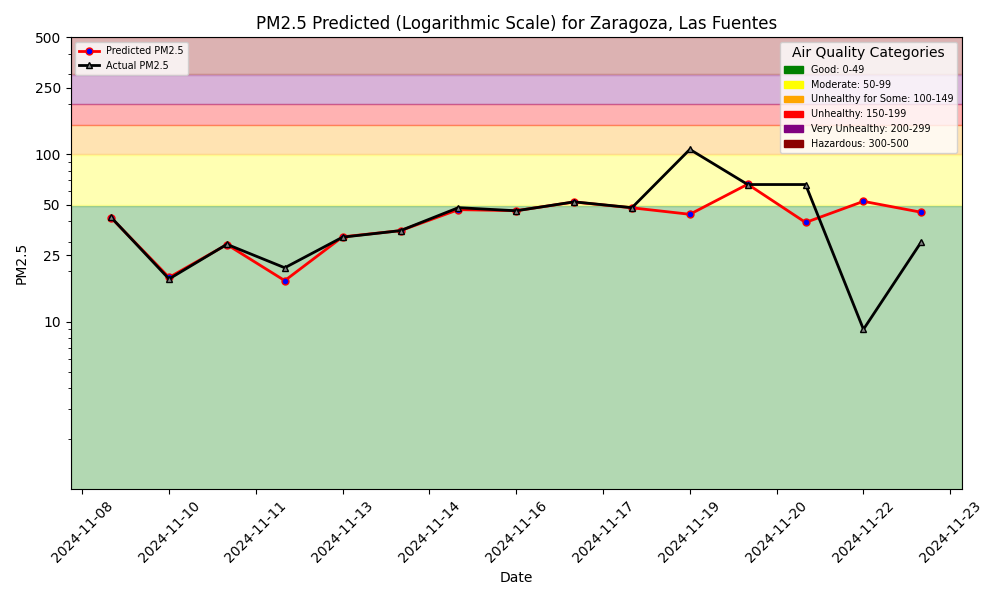 PM2.5 Predicted (Logarithmic Scale) for Zaragoza, Las Fuentes
Predicted PM2.5
Actual PM2.5
Air Quality Categories
Good: 0-49
Moderate: 50-99
Unhealthy for Some: 100-149
Unhealthy: 150-199
Very Unhealthy: 200-299
Hazardous: 300-500
500
250
100
50
25
10
PM2.5
2024-11-08
2024-11-10
2024-11-11
2024-11-13
2024-11-14
2024-11-16
2024-11-17
2024-11-19
2024-11-20
2024-11-22
2024-11-23
Date